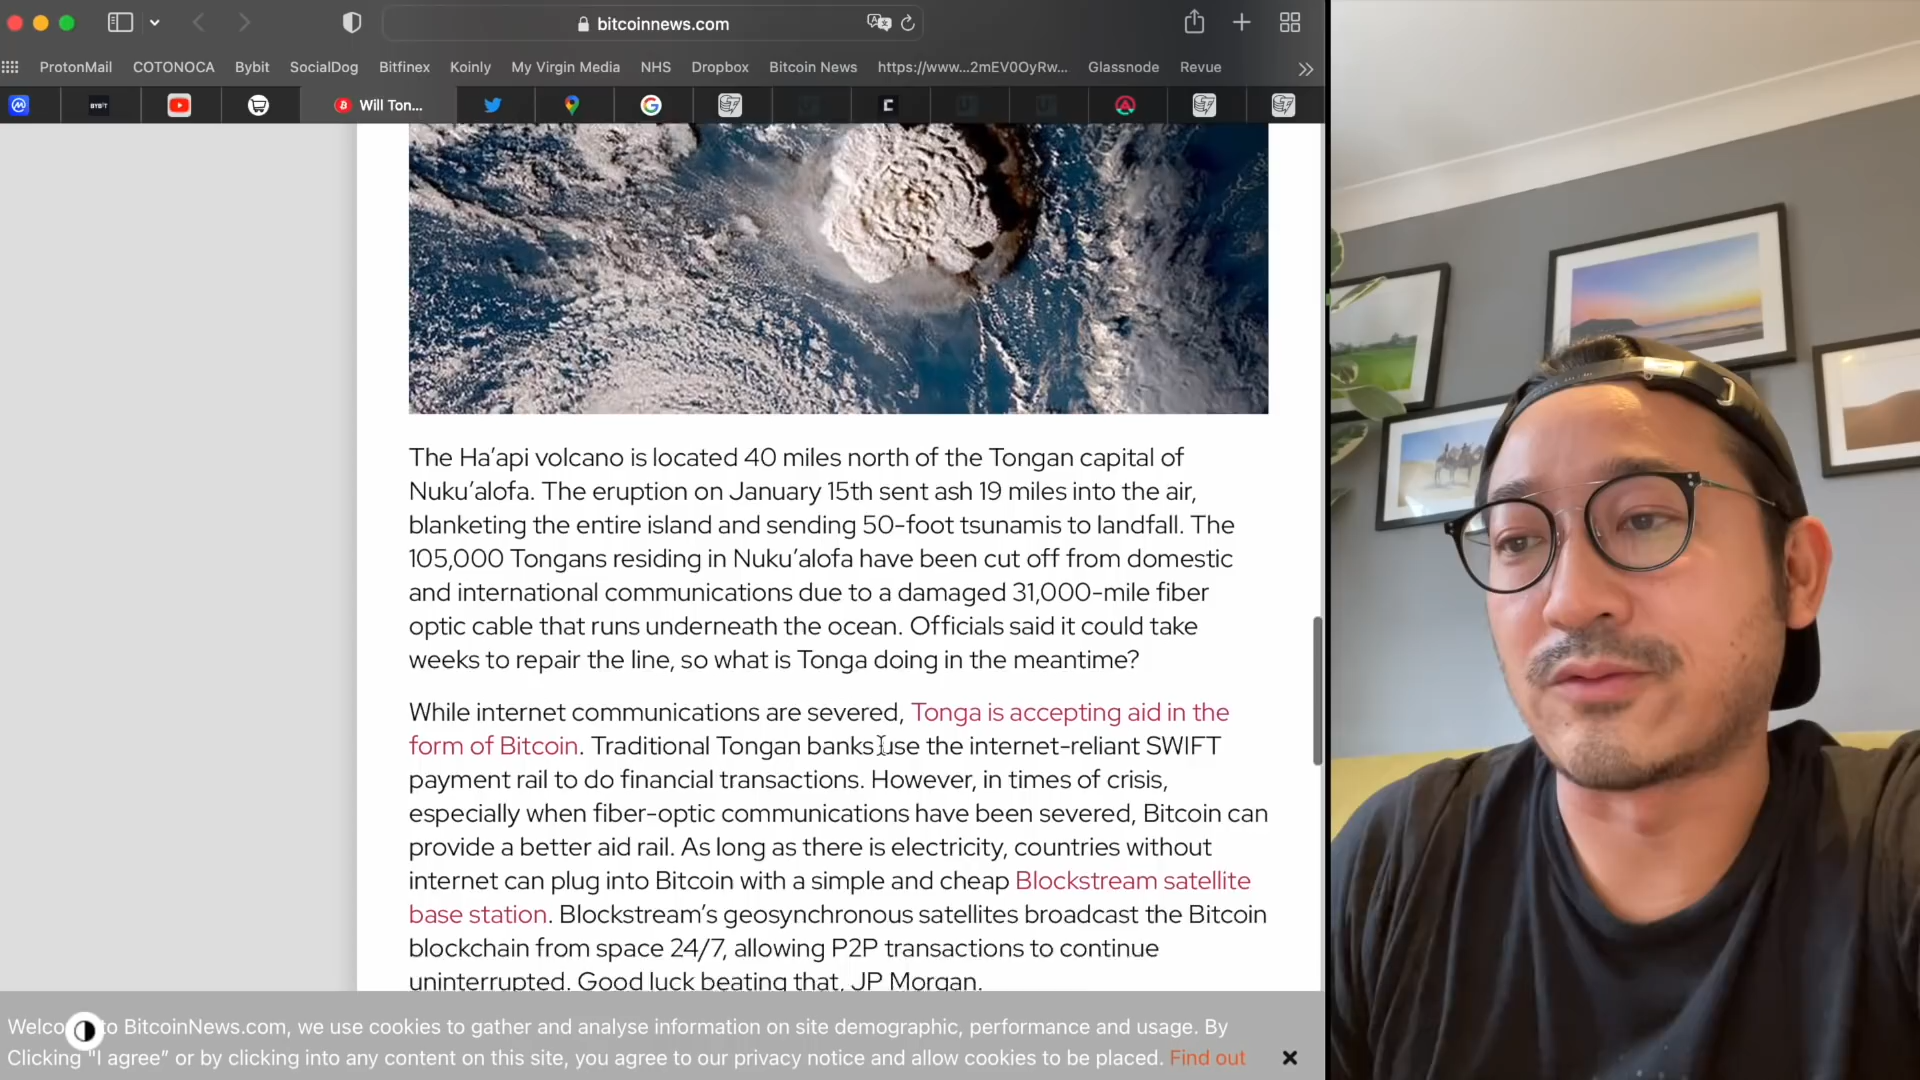 bitcoinnews.com
ProtonMail COTONOCA Bybit SocialDog Bitfinex Koinly My Virgin Media NHS Dropbox Bitcoin News https://www...2mEV0OyRw... Glassnode Revue
BYBIT Will Ton...
The Ha’api volcano is located 40 miles north of the Tongan capital of
Nuku’alofa. The eruption on January 15th sent ash 19 miles into the air,
blanketing the entire island and sending 50-foot tsunamis to landfall. The
105,000 Tongans residing in Nuku’alofa have been cut off from domestic
and international communications due to a damaged 31,000-mile fiber
optic cable that runs underneath the ocean. Officials said it could take
weeks to repair the line, so what is Tonga doing in the meantime?
While internet communications are severed, Tonga is accepting aid in the
form of Bitcoin. Traditional Tongan banks use the internet-reliant SWIFT
payment rail to do financial transactions. However, in times of crisis,
especially when fiber-optic communications have been severed, Bitcoin can
provide a better aid rail. As long as there is electricity, countries without
internet can plug into Bitcoin with a simple and cheap Blockstream satellite
base station. Blockstream’s geosynchronous satellites broadcast the Bitcoin
blockchain from space 24/7, allowing P2P transactions to continue
uninterrupted. Good luck beating that, JP Morgan.
Welco to BitcoinNews.com, we use cookies to gather and analyse information on site demographic, performance and usage. By
Clicking "I agree” or by clicking into any content on this site, you agree to our privacy notice and allow cookies to be placed. Find out